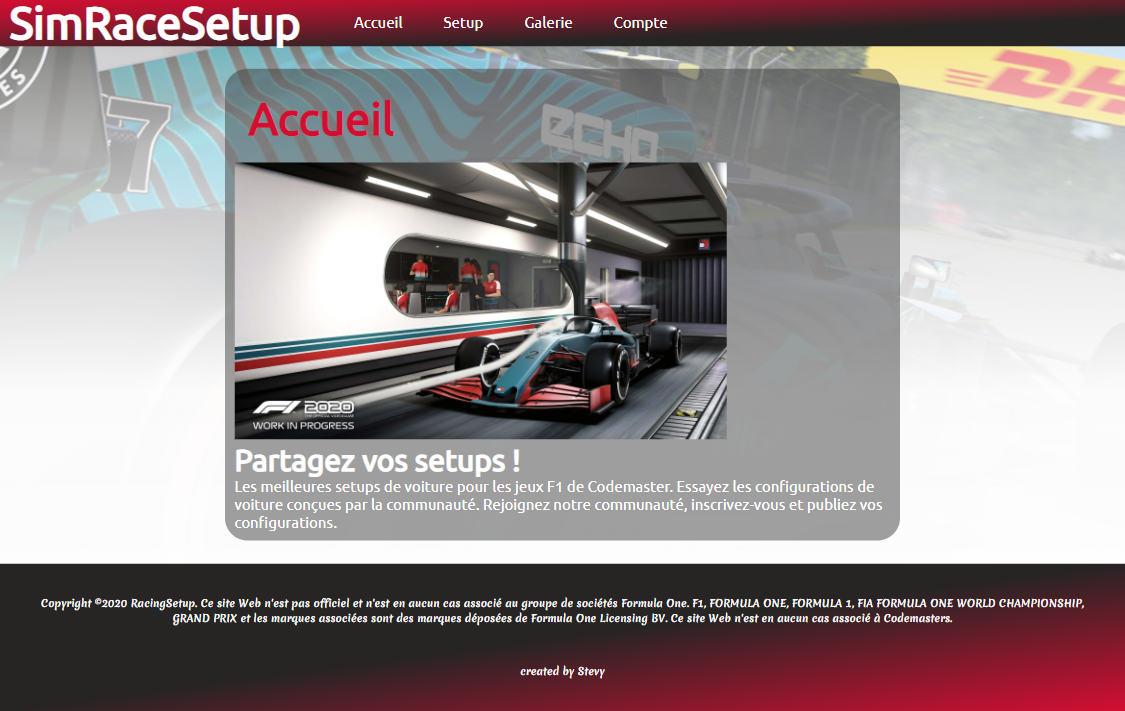 SimRaceSetup
Accueil Setup Galerie Compte
7
DH
Accueil
ECHO
F1 2020
WORK IN PROGRESS
Partagez vos setups !
Les meilleures setups de voiture pour les jeux F1 de Codemaster. Essayez les configurations de
voiture conçues par la communauté. Rejoignez notre communauté, inscrivez-vous et publiez vos
configurations.
Copyright ©2020 RacingSetup. Ce site Web n'est pas officiel et n'est en aucun cas associé au groupe de sociétés Formula One. F1, FORMULA ONE, FORMULA 1, FIA FORMULA ONE WORLD CHAMPIONSHIP,
GRAND PRIX et les marques associées sont des marques déposées de Formula One Licensing BV. Ce site Web n'est en aucun cas associé à Codemasters.
created by Stevy